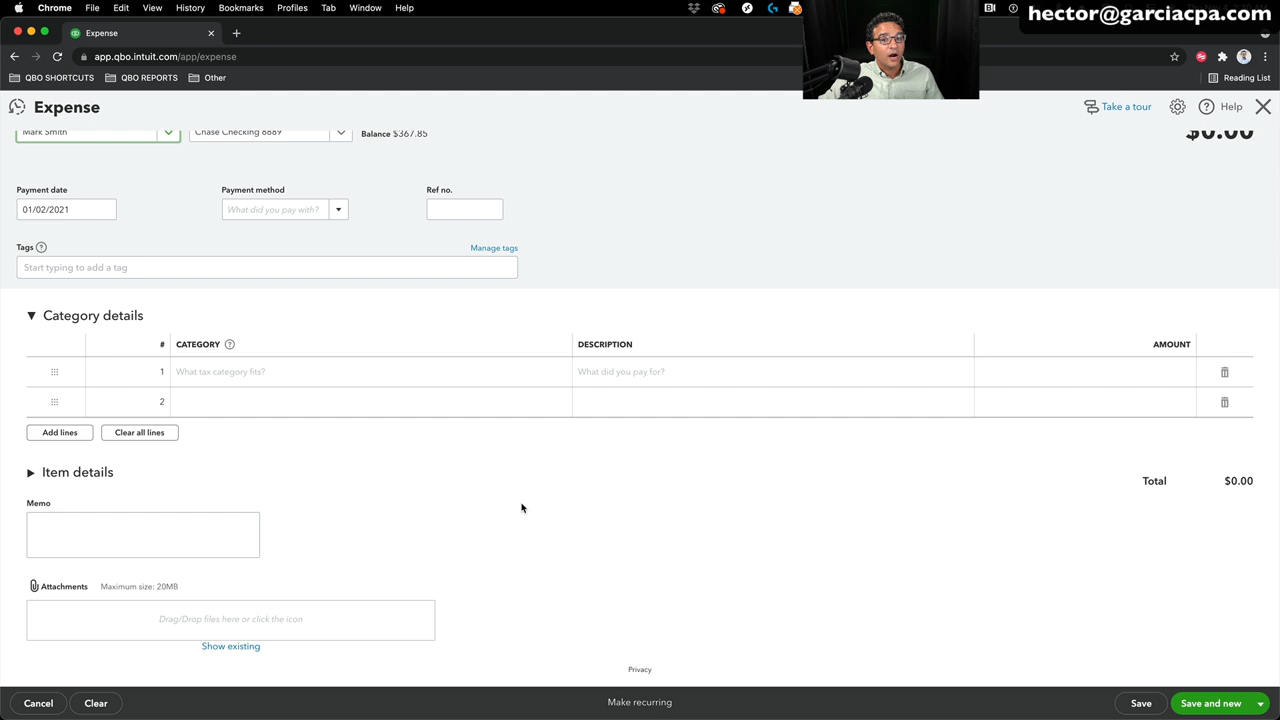 Chrome File Edit View History Bookmarks Profiles Tab Window Help
hector@garciacpa.com
Expense
app.qbo.intuit.com/app/expense
QBO SHORTCUTS QBO REPORTS Other
Reading List
Expense
Take a tour
Help
Mark Smith
Chase Checking 6889
Balance $367.85
$0.00
Payment date
Payment method
Ref no.
01/02/2021
What did you pay with?
Tags
Manage tags
Start typing to add a tag
Category details
# CATEGORY DESCRIPTION AMOUNT
1 What tax category fits? What did you pay for?
2
Add lines Clear all lines
Item details
Total $0.00
Memo
Attachments Maximum size: 20MB
Drag/Drop files here or click the icon
Show existing
Privacy
Cancel Clear Make recurring Save Save and new